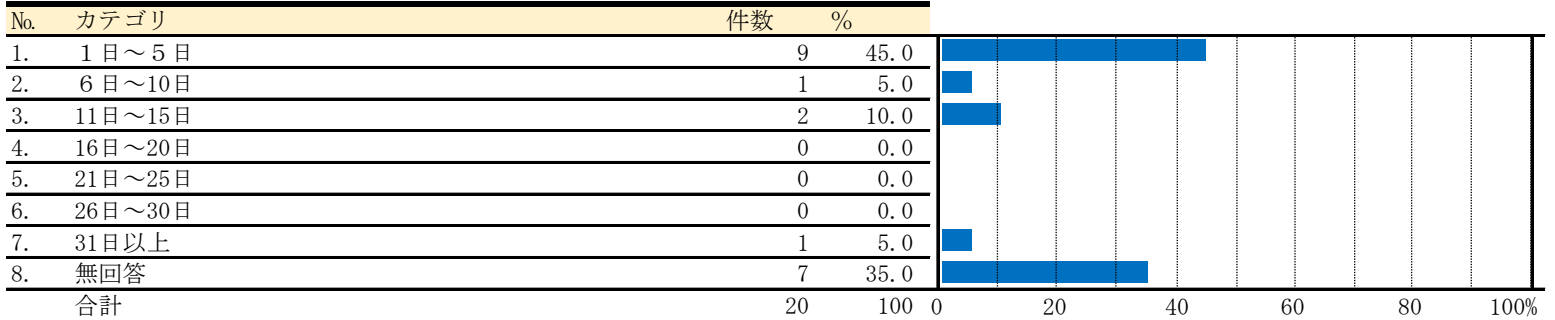 № カテゴリ 件数 %
1. １日～５日 9 45.0
2. ６日～10日 1 5.0
3. 11日～15日 2 10.0
4. 16日～20日 0 0.0
5. 21日～25日 0 0.0
6. 26日～30日 0 0.0
7. 31日以上 1 5.0
8. 無回答 7 35.0
合計 20 100 0 20 40 60 80 100%